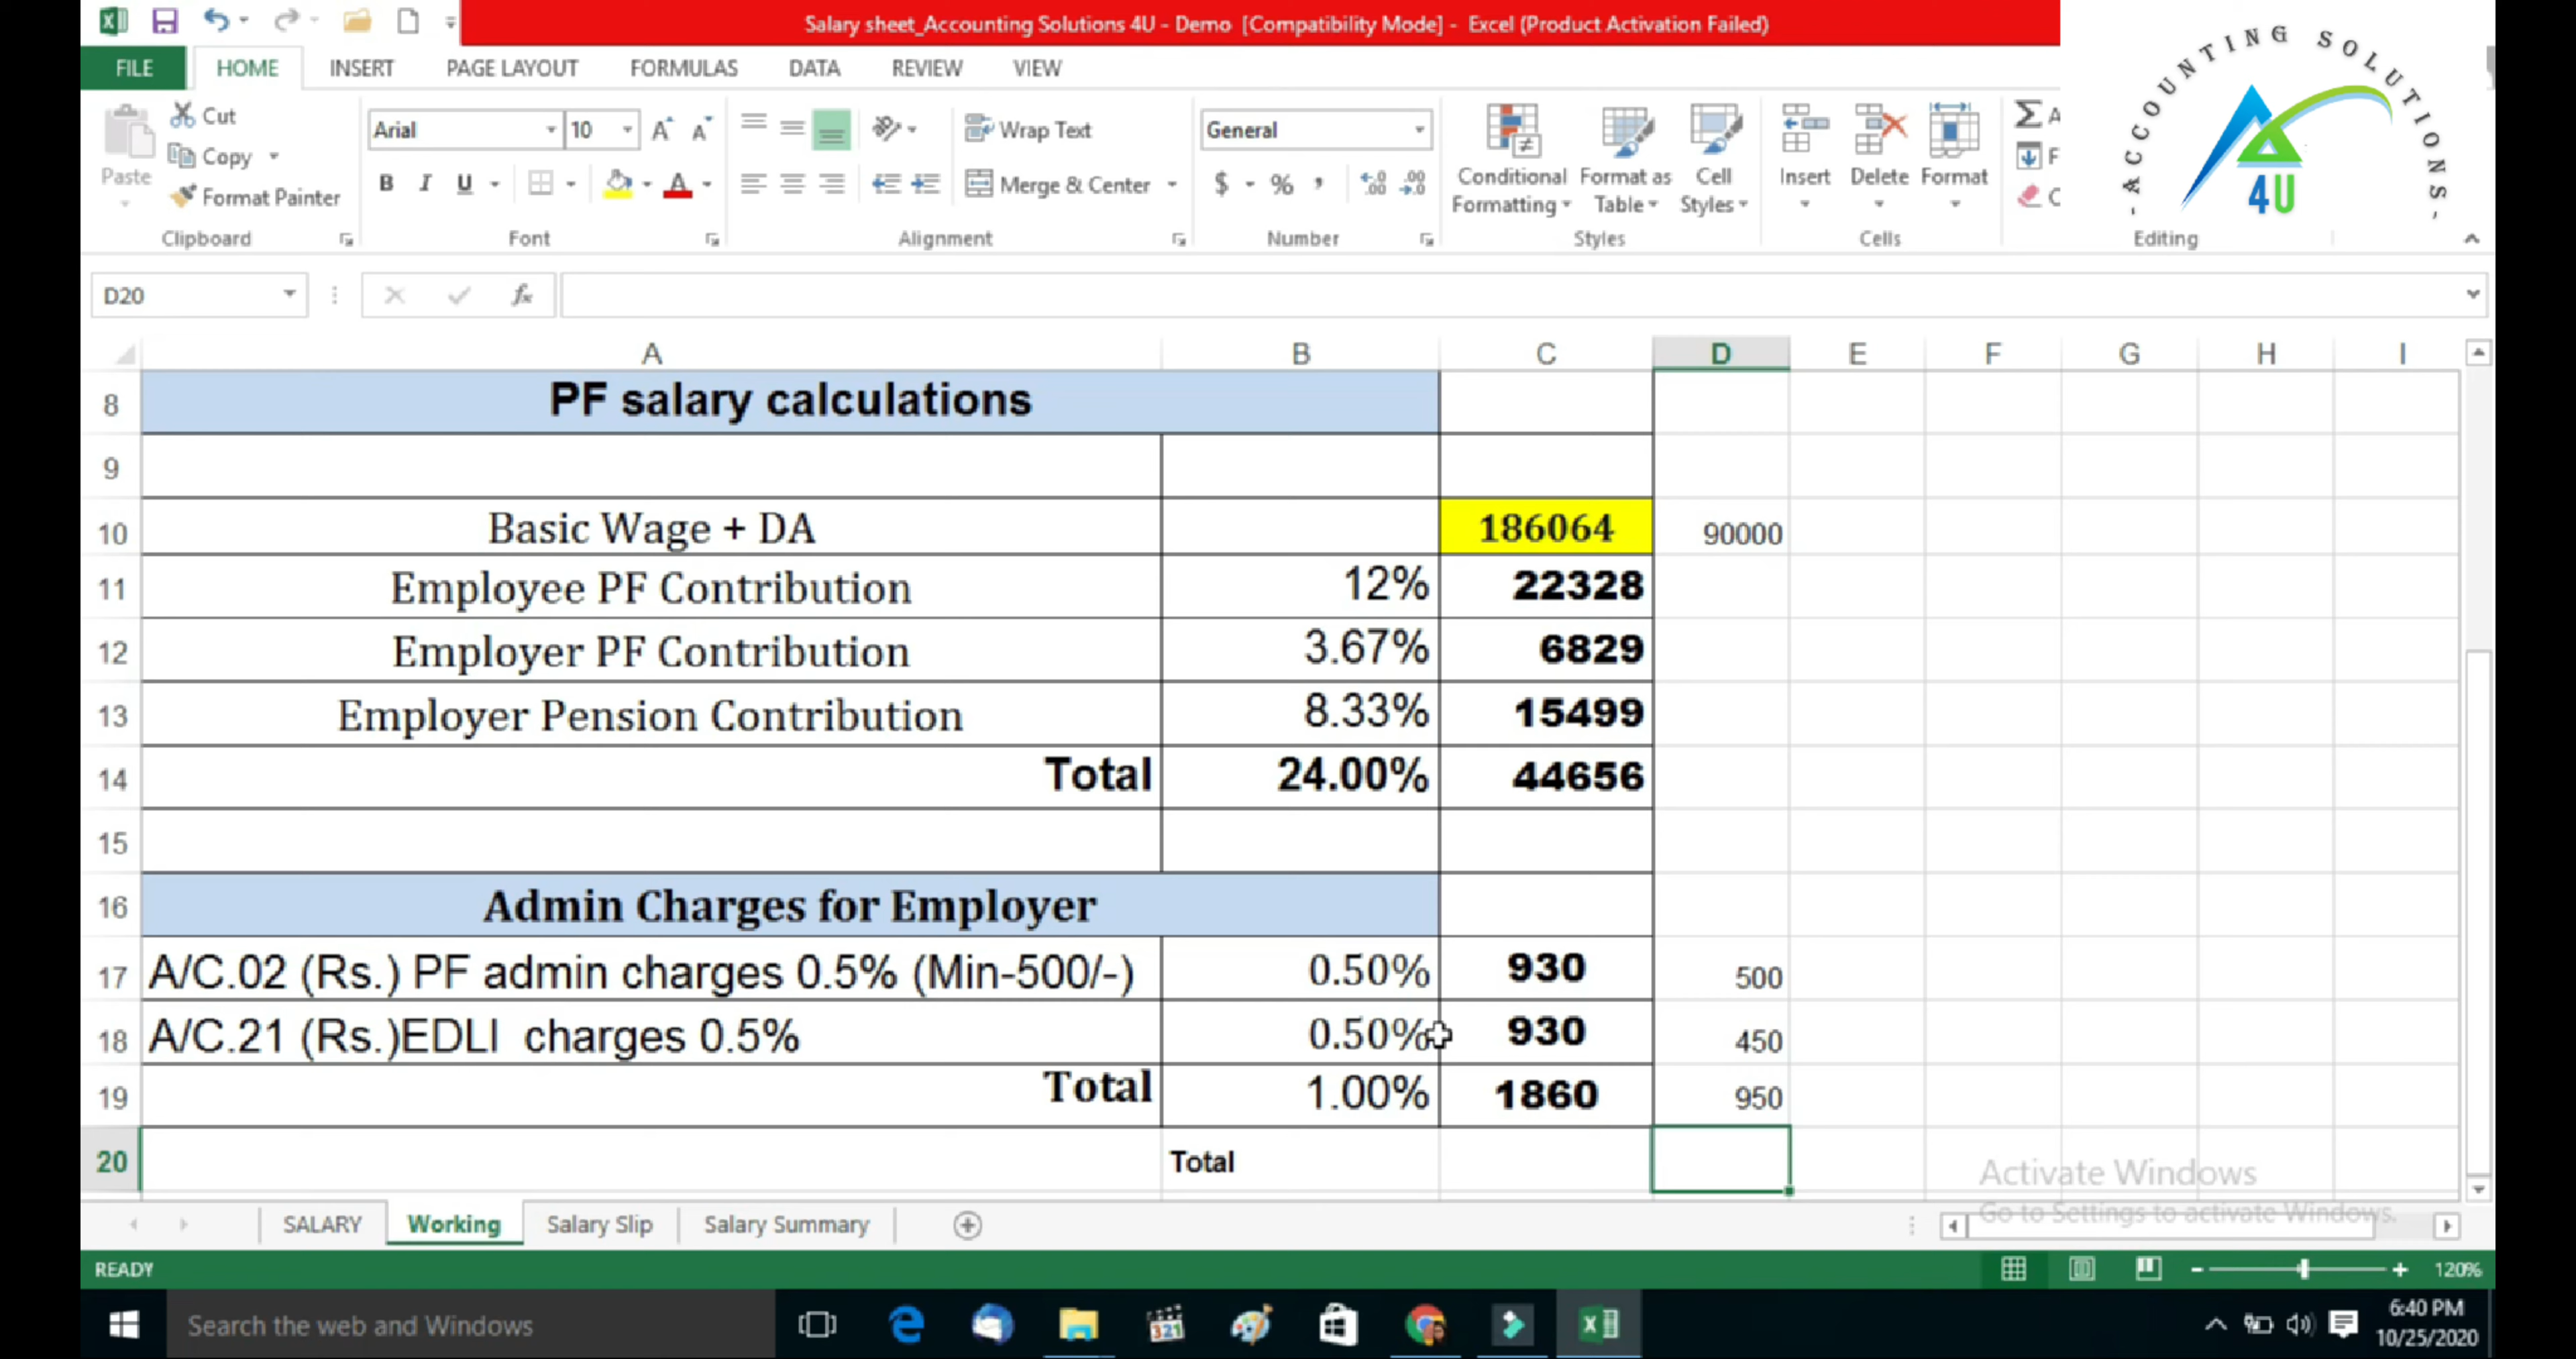 Salary sheet_Accounting Solutions 4U - Demo [Compatibility Mode] - Excel (Product Activation Failed)
- ACCOUNTING SOLUTIONS -
4U
FILE HOME INSERT PAGE LAYOUT FORMULAS DATA REVIEW VIEW
Paste
Cut
Copy
Format Painter
Arial 10
B I U
Wrap Text
Merge & Center
General
$ % ,
Conditional Formatting
Format as Table
Cell Styles
Insert Delete Format
Clipboard Font Alignment Number Styles Cells Editing
D20 fx
A B C D E F G H I
8 PF salary calculations
9
10 Basic Wage + DA 186064 90000
11 Employee PF Contribution 12% 22328
12 Employer PF Contribution 3.67% 6829
13 Employer Pension Contribution 8.33% 15499
14 Total 24.00% 44656
15
16 Admin Charges for Employer
17 A/C.02 (Rs.) PF admin charges 0.5% (Min-500/-) 0.50% 930 500
18 A/C.21 (Rs.)EDLI charges 0.5% 0.50% 930 450
19 Total 1.00% 1860 950
20 Total
Activate Windows
Go to Settings to activate Windows.
SALARY Working Salary Slip Salary Summary
READY 120%
Search the web and Windows
321
6:40 PM
10/25/2020